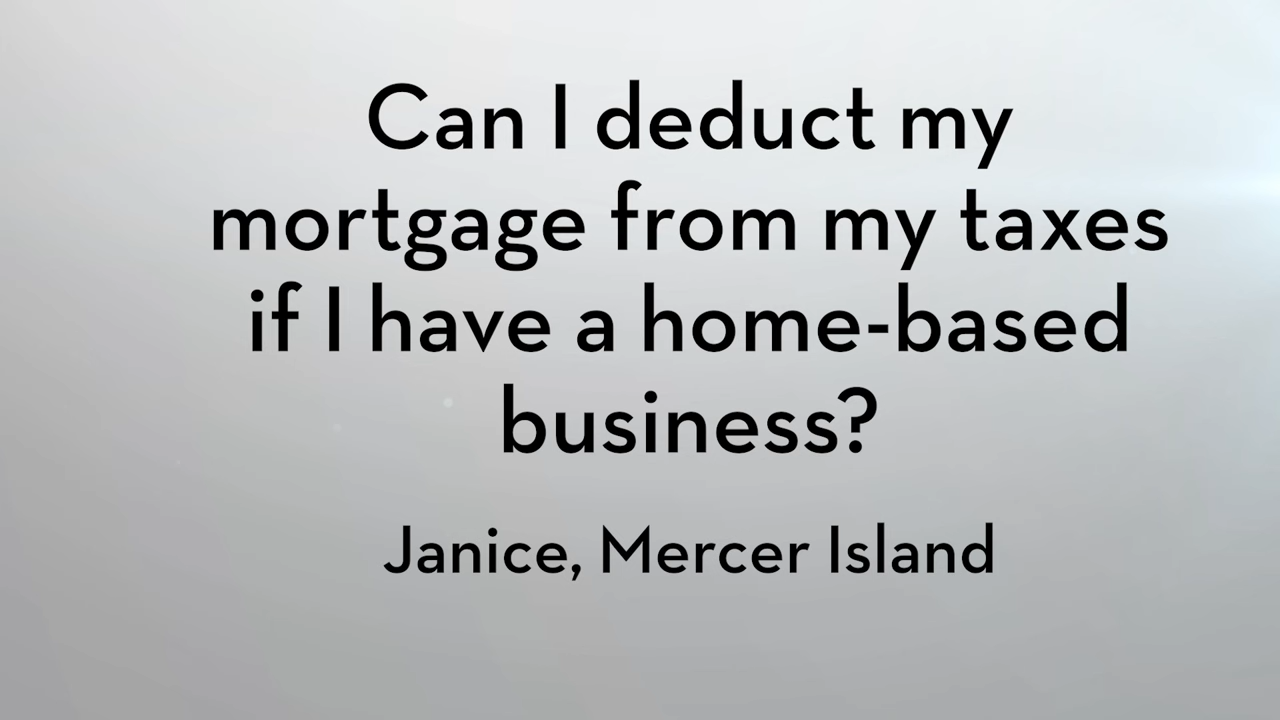 Can I deduct my
mortgage from my taxes
if I have a home-based
business?
Janice, Mercer Island